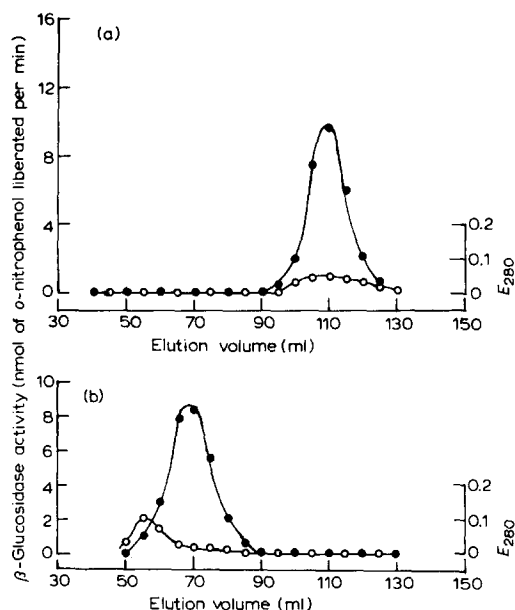 (a)
16
12
8
4
0
0.2
0.1
0
E280
30 50 70 90 110 130 150
Elution volume (ml)
β-Glucosidase activity (nmol of o-nitrophenol liberated per min)
(b)
10
8
6
4
2
0
0.2
0.1
0
E280
30 50 70 90 110 130 150
Elution volume (ml)